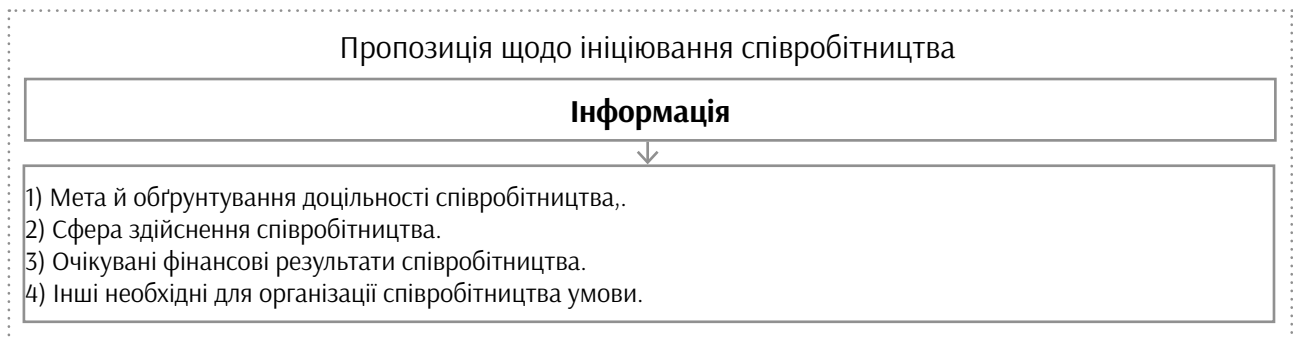 Пропозиція щодо ініціювання співробітництва
Інформація
1) Мета й обґрунтування доцільності співробітництва,.
2) Сфера здійснення співробітництва.
3) Очікувані фінансові результати співробітництва.
4) Інші необхідні для організації співробітництва умови.